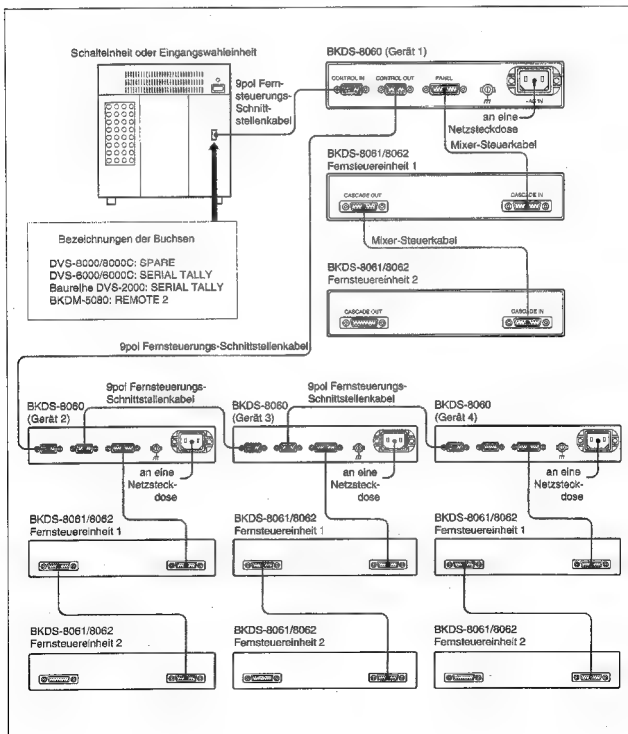 Schalteinheit oder Eingangswahleinheit
9pol Fern-
steuerungs-
Schnitt-
stellenkabel
BKDS-8060 (Gerät 1)
CONTROL IN
CONTROL OUT
PANEL
~AC IN
an eine
Netzsteckdose
Mixer-Steuerkabel
BKDS-8061/8062
Fernsteuereinheit 1
CASCADE OUT
CASCADE IN
Mixer-Steuerkabel
BKDS-8061/8062
Fernsteuereinheit 2
CASCADE OUT
CASCADE IN
Bezeichnungen der Buchsen
DVS-8000/8000C: SPARE
DVS-6000/6000C: SERIAL TALLY
Baureihe DVS-2000: SERIAL TALLY
BKDM-5080: REMOTE 2
9pol Fernsteuerungs-Schnittstellenkabel
BKDS-8060
(Gerät 2)
9pol Fernsteuerungs-
Schnittstellenkabel
BKDS-8060
(Gerät 3)
9pol Fernsteuerungs-
Schnittstellenkabel
BKDS-8060
(Gerät 4)
an eine
Netzsteck-
dose
an eine
Netzsteck-
dose
an eine
Netzsteck-
dose
BKDS-8061/8062
Fernsteuereinheit 1
BKDS-8061/8062
Fernsteuereinheit 1
BKDS-8061/8062
Fernsteuereinheit 1
BKDS-8061/8062
Fernsteuereinheit 2
BKDS-8061/8062
Fernsteuereinheit 2
BKDS-8061/8062
Fernsteuereinheit 2